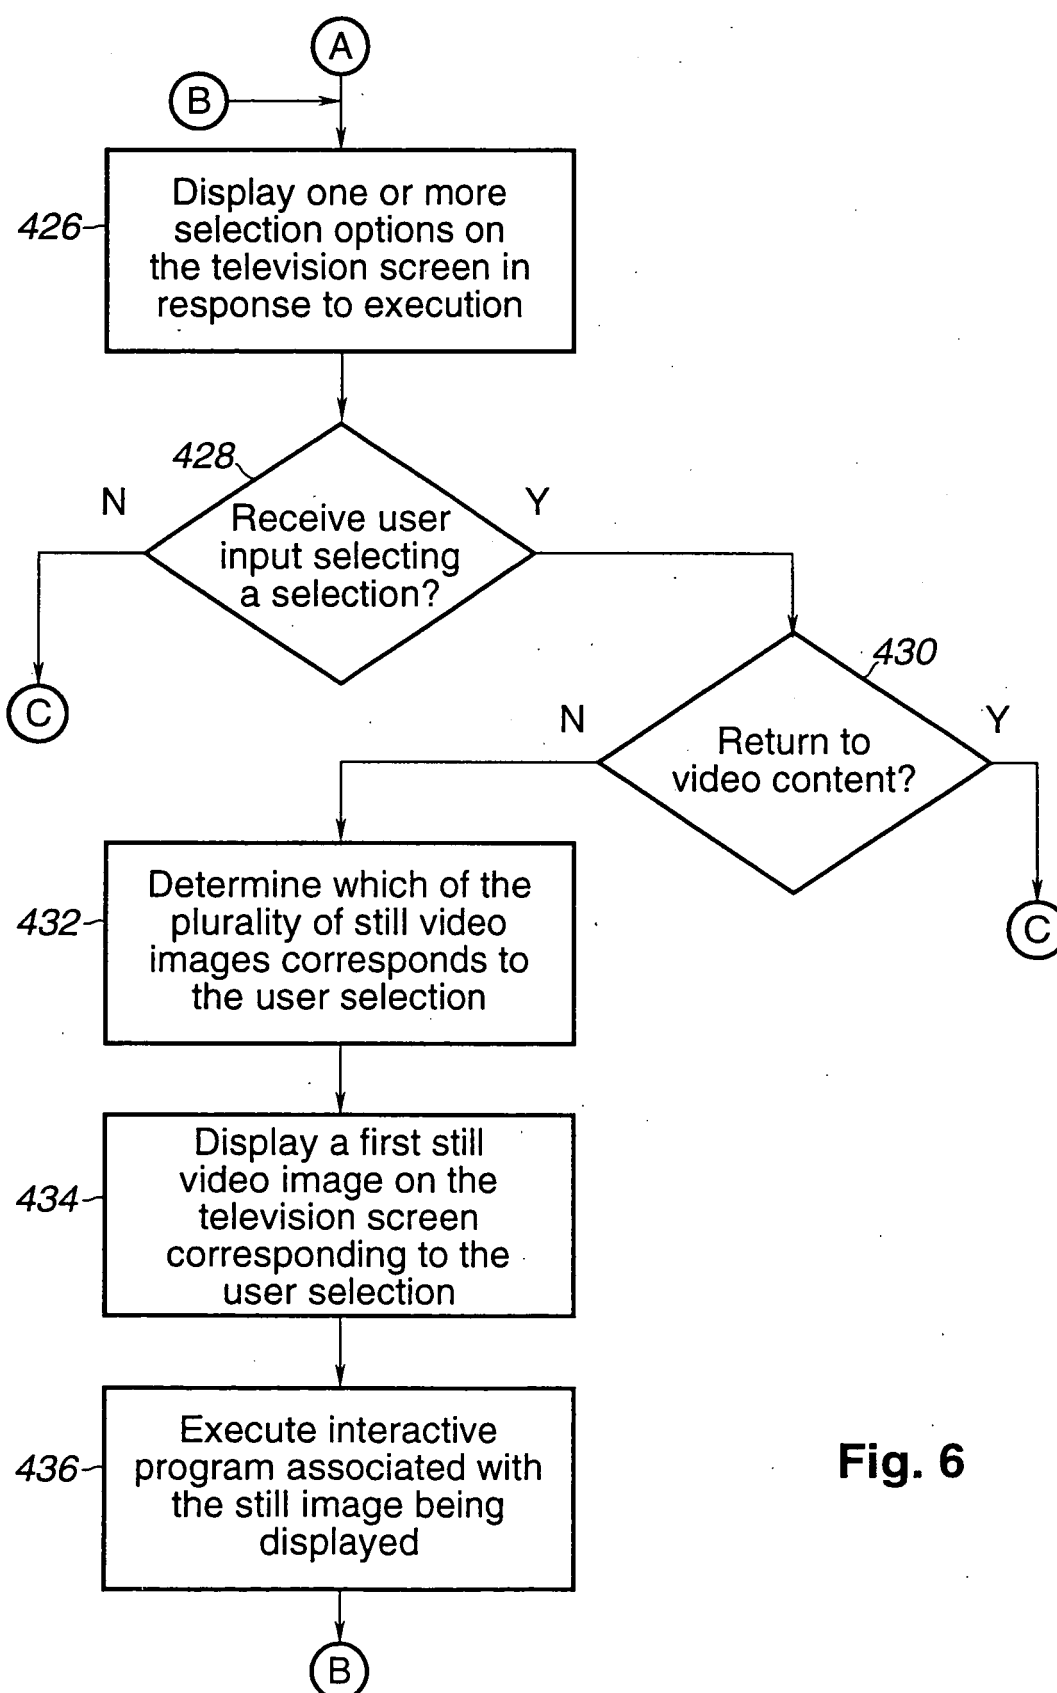 A
B
426
Display one or more
selection options on
the television screen in
response to execution
428
N
Y
Receive user
input selecting
a selection?
C
430
N
Y
Return to
video content?
C
432
Determine which of the
plurality of still video
images corresponds to
the user selection
434
Display a first still
video image on the
television screen
corresponding to the
user selection
436
Execute interactive
program associated with
the still image being
displayed
B
Fig. 6